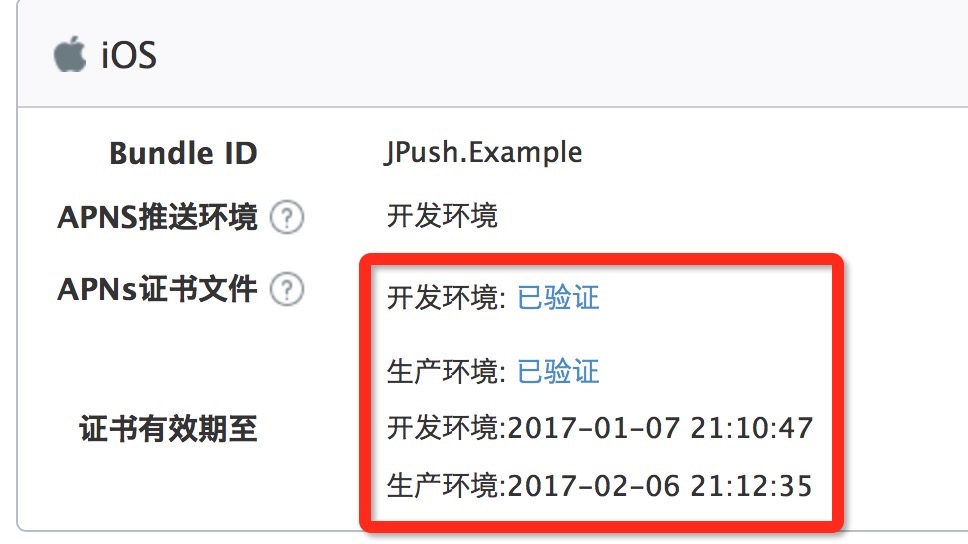 iOS
Bundle ID JPush.Example
APNS推送环境 ? 开发环境
APNs证书文件 ? 开发环境: 已验证
生产环境: 已验证
证书有效期至 开发环境:2017-01-07 21:10:47
生产环境:2017-02-06 21:12:35